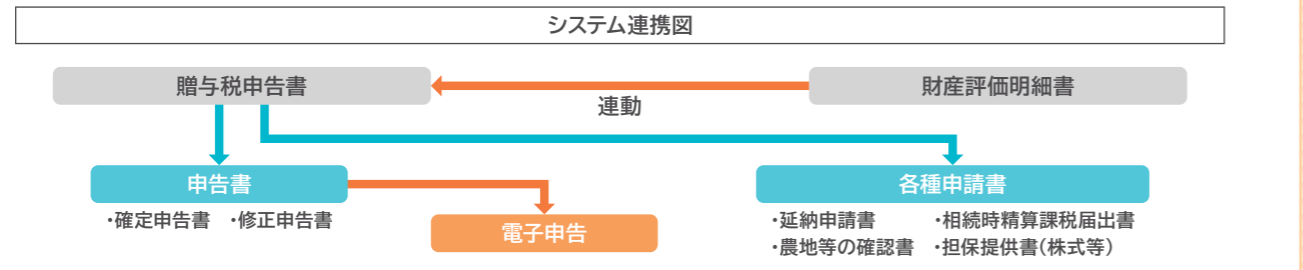 システム連携図
贈与税申告書
財産評価明細書
連動
申告書
各種申請書
・確定申告書 ・修正申告書
・延納申請書 ・相続時精算課税届出書
・農地等の確認書 ・担保提供書(株式等)
電子申告